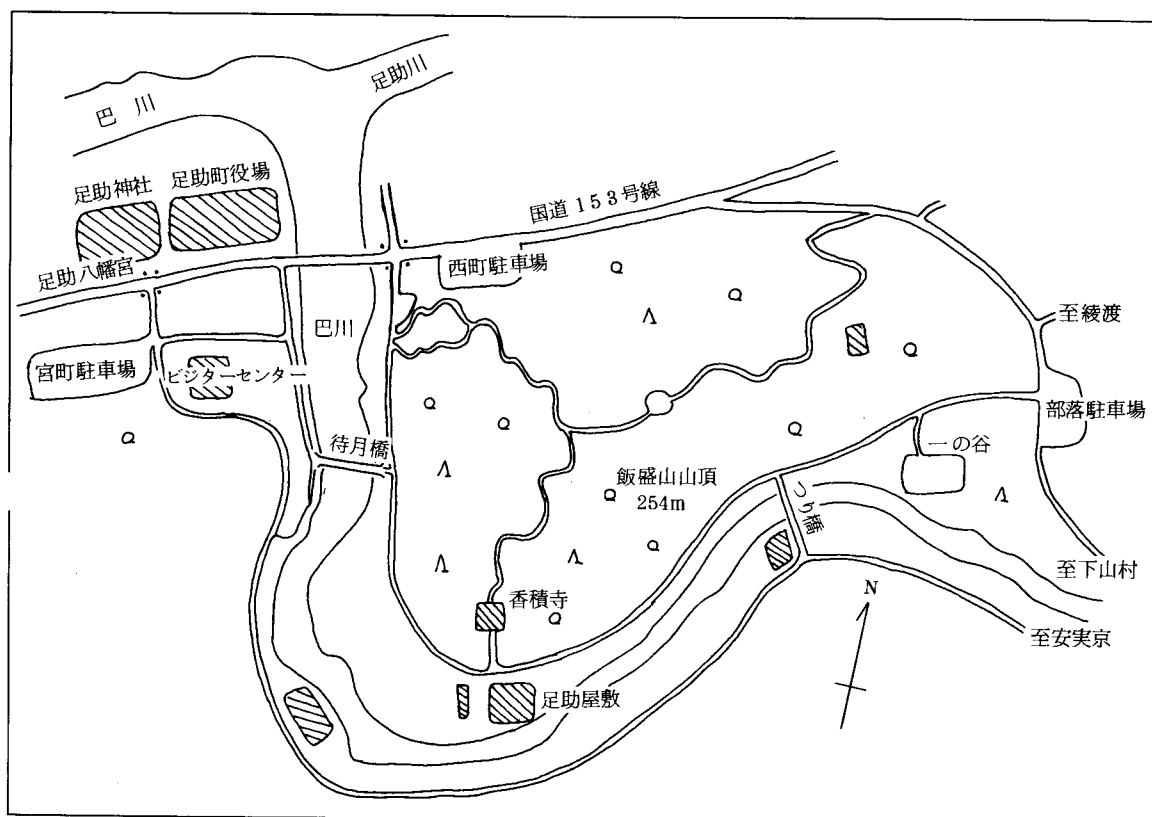 足助川
巴川
足助神社
足助町役場
国道153号線
足助八幡宮
西町駐車場
巴川
至綾渡
宮町駐車場
ビジターセンター
部落駐車場
待月橋
一の谷
飯盛山山頂
254m
つり橋
至下山村
香積寺
N
至安実京
足助屋敷